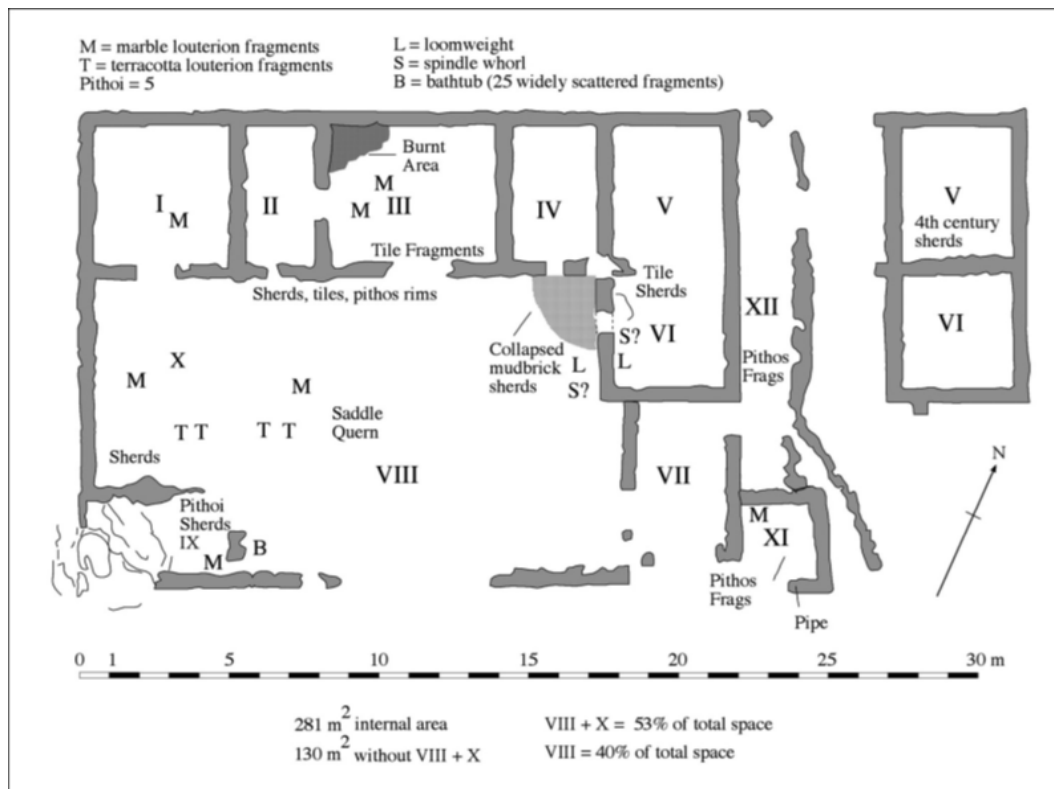 M = marble louterion fragments
T = terracotta louterion fragments
Pithoi = 5
L = loomweight
S = spindle whorl
B = bathtub (25 widely scattered fragments)
Burnt
Area
I
M
II
M
M
III
IV
V
V
4th century
sherds
Tile Fragments
Sherds, tiles, pithos rims
Tile
Sherds
S?
VI
L
XII
VI
Collapsed
mudbrick
sherds
L
S?
Pithos
Frags
X
M
M
T T
T T
Saddle
Quern
Sherds
VIII
VII
N
Pithoi
Sherds
IX
M
B
M
XI
Pithos
Frags
Pipe
0 1 5 10 15 20 25 30 m
281 m2 internal area
130 m2 without VIII + X
VIII + X = 53% of total space
VIII = 40% of total space